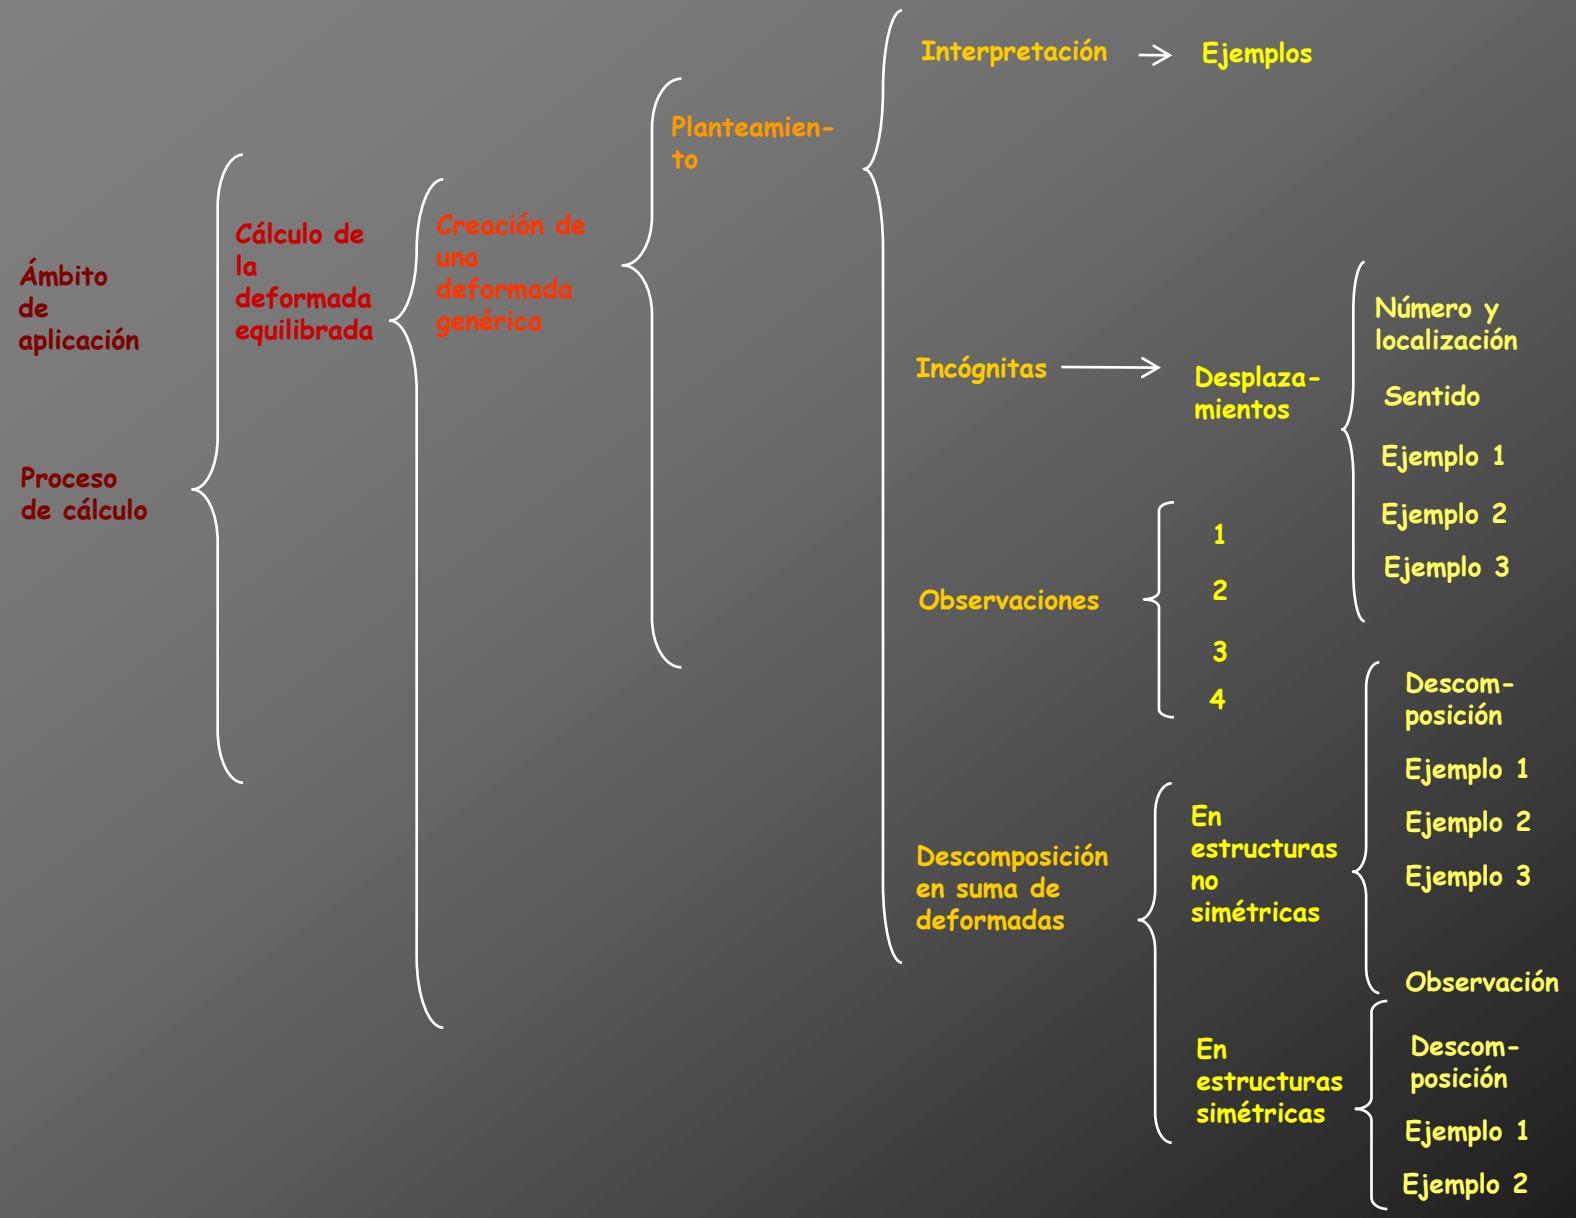 Ámbito
de
aplicación
Proceso
de cálculo
Cálculo de
la
deformada
equilibrada
Creación de
una
deformada
genérica
Planteamien-
to
Interpretación
Ejemplos
Incógnitas
Desplaza-
mientos
Número y
localización
Sentido
Ejemplo 1
Ejemplo 2
Ejemplo 3
Observaciones
1
2
3
4
Descomposición
en suma de
deformadas
En
estructuras
no
simétricas
Descom-
posición
Ejemplo 1
Ejemplo 2
Ejemplo 3
Observación
En
estructuras
simétricas
Descom-
posición
Ejemplo 1
Ejemplo 2